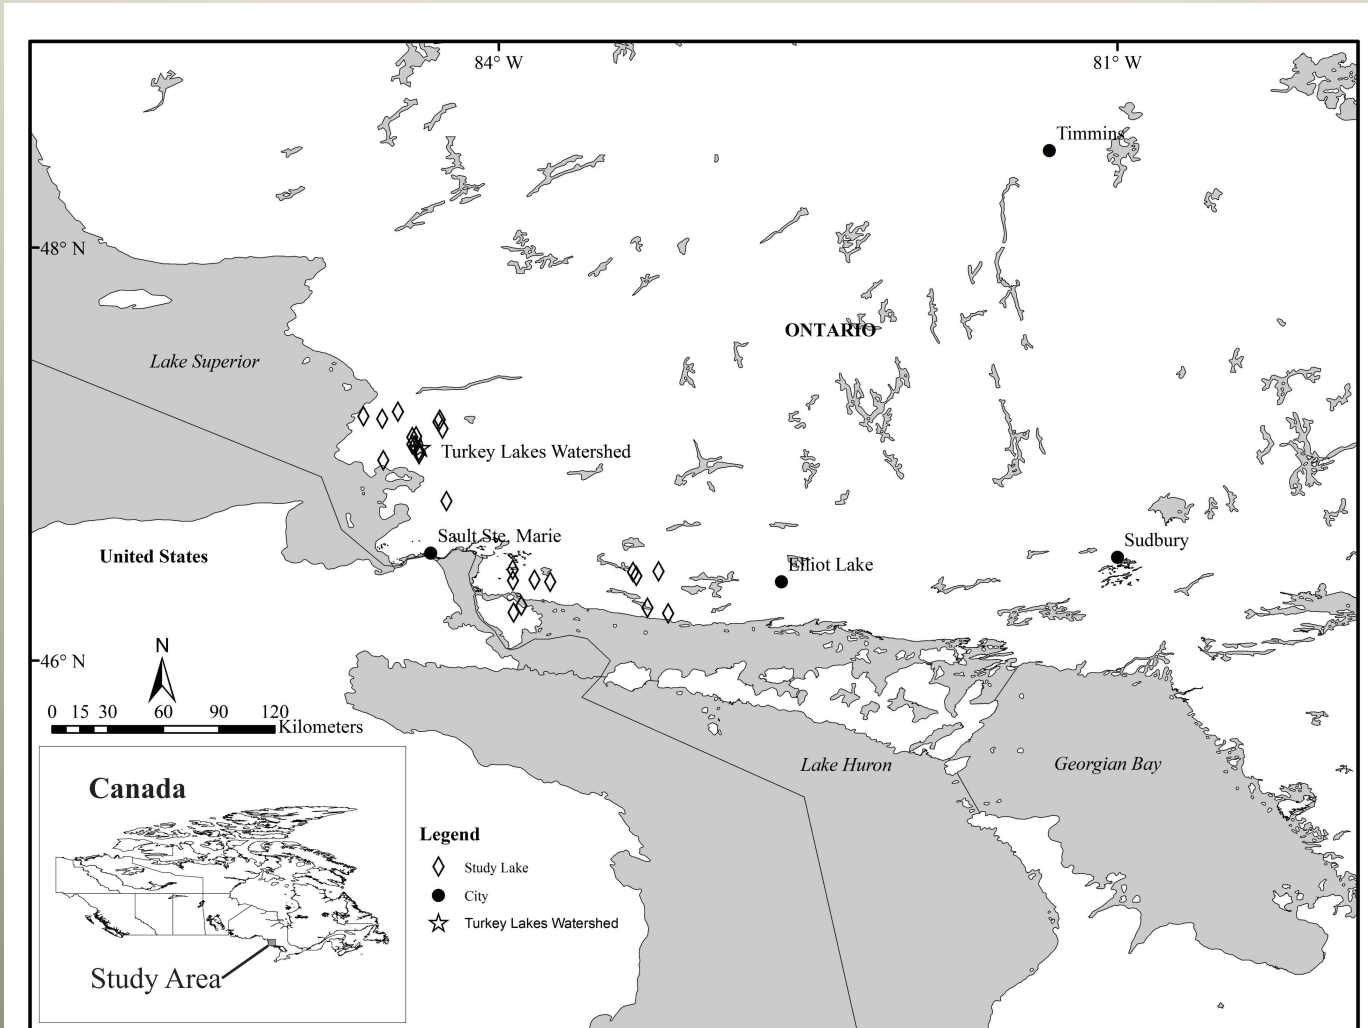 84° W
81° W
Timmins
48° N
ONTARIO
Lake Superior
Turkey Lakes Watershed
Sault Ste. Marie
United States
Sudbury
Elliot Lake
N
46° N
0 15 30 60 90 120
Kilometers
Lake Huron
Georgian Bay
Canada
Study Area
Legend
Study Lake
City
Turkey Lakes Watershed